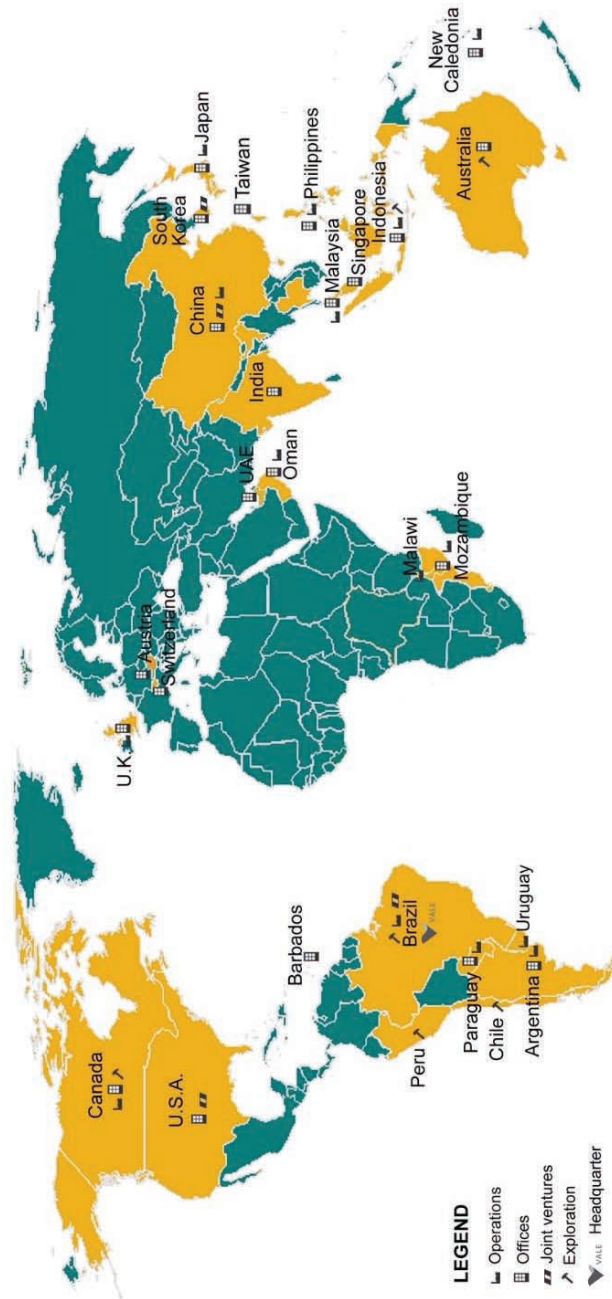 Canada
U.S.A.
Barbados
Peru
Brazil
VALE
Paraguay
Chile
Uruguay
Argentina
U.K.
Austria
Switzerland
UAE
Oman
Malawi
Mozambique
India
China
South
Korea
Japan
Taiwan
Philippines
Malaysia
Singapore
Indonesia
Australia
New
Caledonia
LEGEND
Operations
Offices
Joint ventures
Exploration
VALE Headquarter